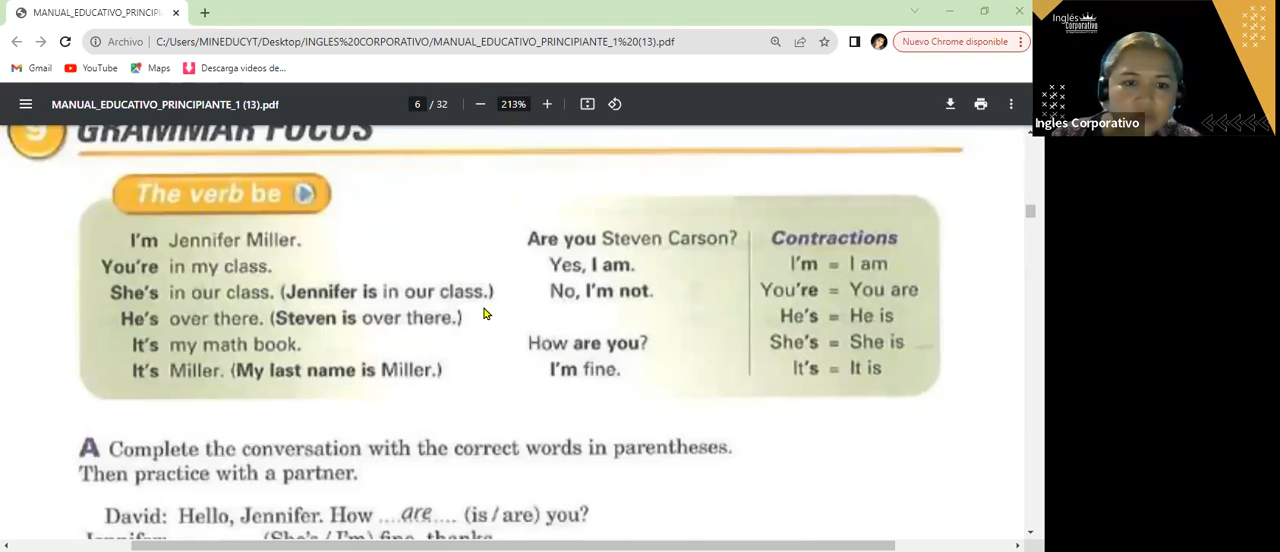 MANUAL_EDUCATIVO_PRINCIPI
Archivo
C:/Users/MINEDUCYT/Desktop/INGLES%20CORPORATIVO/MANUAL_EDUCATIVO_PRINCIPIANTE_1%20(13).pdf
Nuevo Chrome disponible
Gmail
YouTube
Maps
Descarga videos de...
MANUAL_EDUCATIVO_PRINCIPIANTE_1 (13).pdf
6 / 32
213%
Inglés
Corporativo
Ingles Corporativo
9 GRAMMAR FOCUS
The verb be
I'm Jennifer Miller.
You're in my class.
She's in our class. (Jennifer is in our class.)
He's over there. (Steven is over there.)
It's my math book.
It's Miller. (My last name is Miller.)
Are you Steven Carson?
Yes, I am.
No, I'm not.
How are you?
I'm fine.
Contractions
I'm = I am
You're = You are
He's = He is
She's = She is
It's = It is
A Complete the conversation with the correct words in parentheses.
Then practice with a partner.
David: Hello, Jennifer. How ....are.... (is / are) you?
Jennifer: (She's / I'm) fine, thanks.